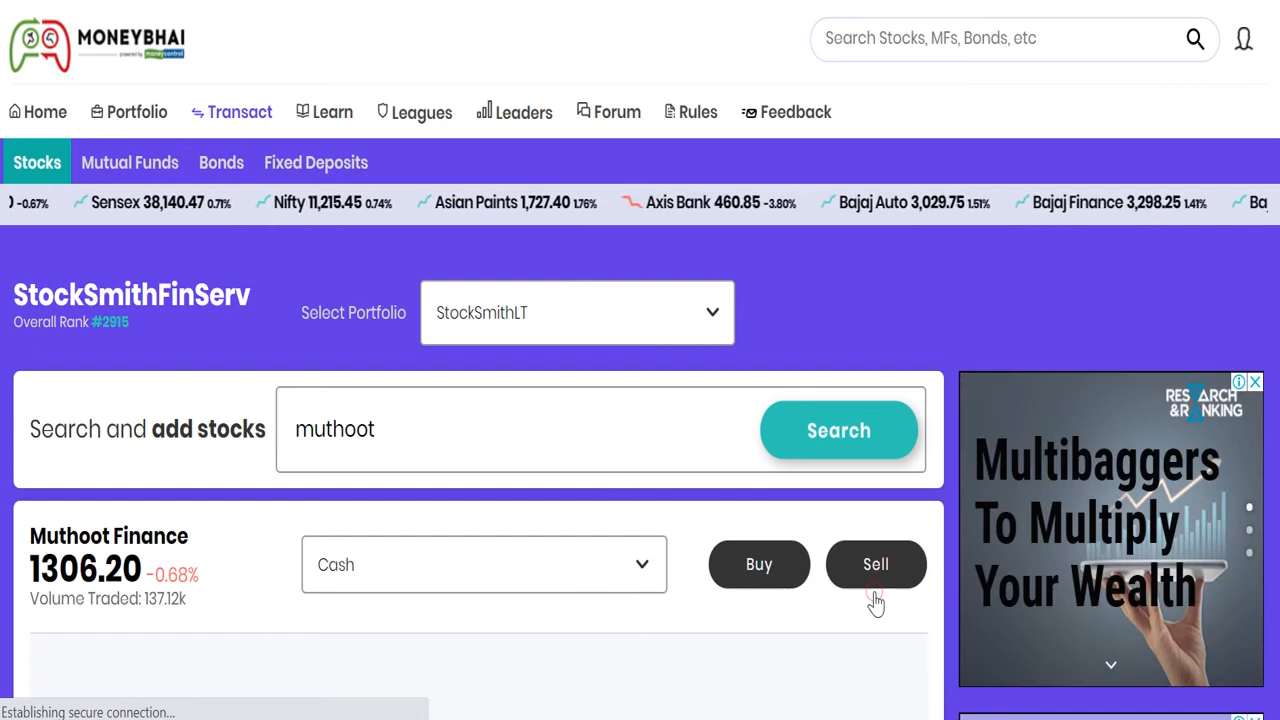 MONEYBHAI
powered by moneycontrol
Search Stocks, MFs, Bonds, etc
Home Portfolio Transact Learn Leagues Leaders Forum Rules Feedback
Stocks Mutual Funds Bonds Fixed Deposits
-0.67% Sensex 38,140.47 0.71% Nifty 11,215.45 0.74% Asian Paints 1,727.40 1.76% Axis Bank 460.85 -3.80% Bajaj Auto 3,029.75 1.51% Bajaj Finance 3,298.25 1.41% Ba
StockSmithFinServ
Overall Rank #2915
Select Portfolio StockSmithLT
Search and add stocks muthoot Search
Muthoot Finance
1306.20 -0.68%
Volume Traded: 137.12k
Cash Buy Sell
RESEARCH
& RANKING
Multibaggers
To Multiply
Your Wealth
Establishing secure connection...